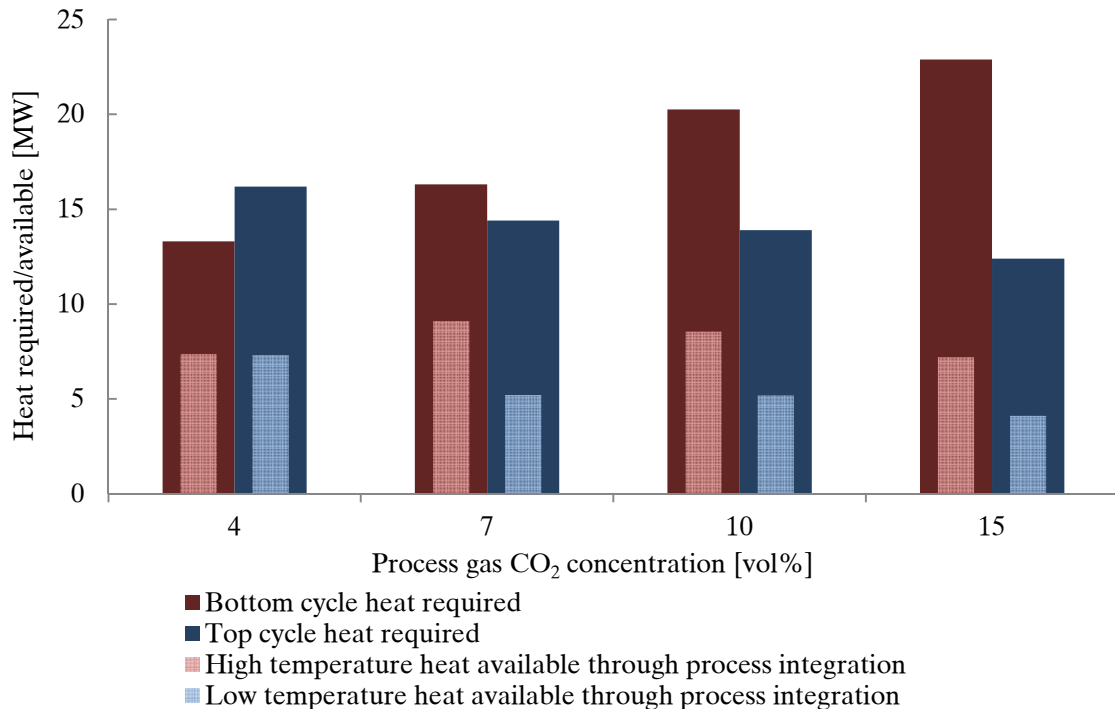 Heat required/available [MW]
25
20
15
10
5
0
4 7 10 15
Process gas CO₂ concentration [vol%]
Bottom cycle heat required
Top cycle heat required
High temperature heat available through process integration
Low temperature heat available through process integration